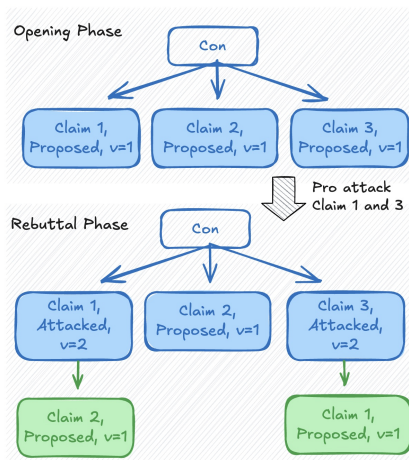 Opening Phase
Con
Claim 1,
Proposed, v=1
Claim 2,
Proposed, v=1
Claim 3,
Proposed, v=1
Pro attack
Claim 1 and 3
Rebuttal Phase
Con
Claim 1,
Attacked,
v=2
Claim 2,
Proposed, v=1
Claim 3,
Attacked,
v=2
Claim 2,
Proposed, v=1
Claim 1,
Proposed, v=1